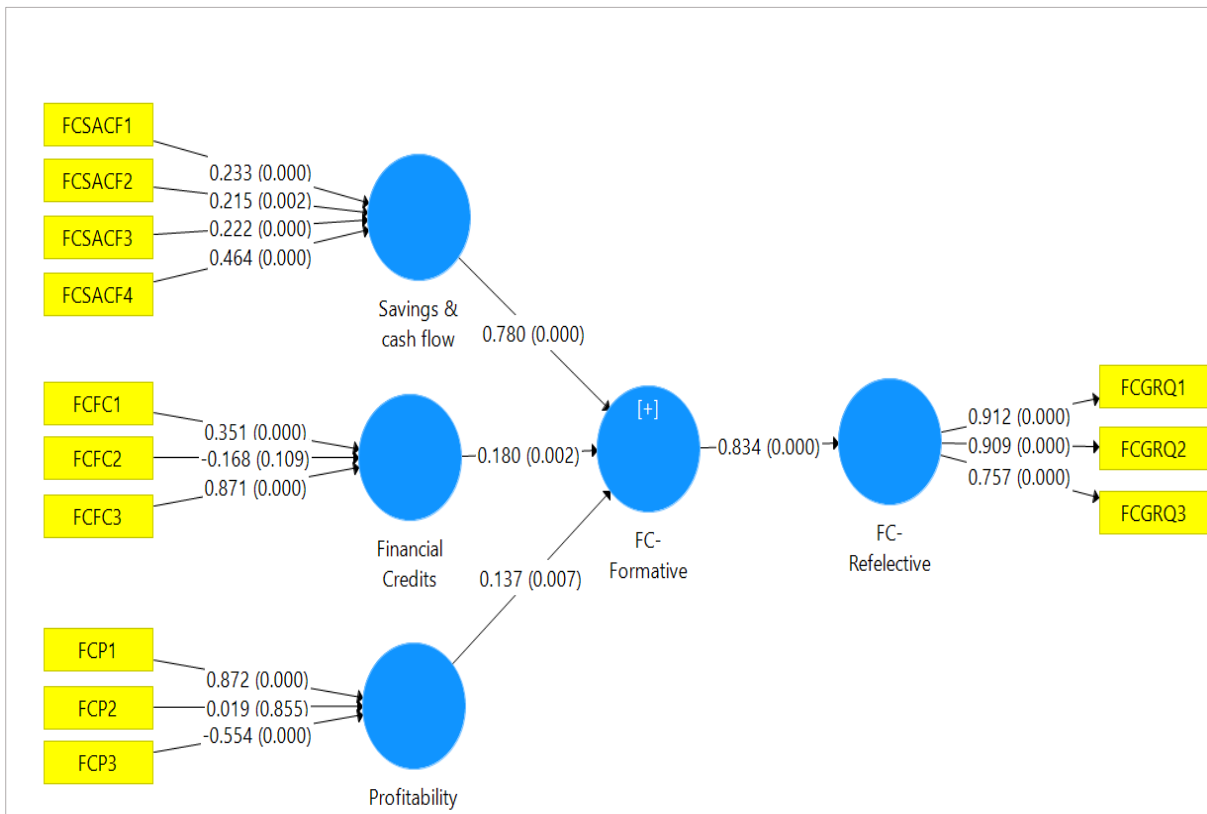 FCSACF1
FCSACF2
FCSACF3
FCSACF4
0.233 (0.000)
0.215 (0.002)
0.222 (0.000)
0.464 (0.000)
Savings &
cash flow
0.780 (0.000)
FCFC1
FCFC2
FCFC3
0.351 (0.000)
-0.168 (0.109)
0.871 (0.000)
Financial
Credits
0.180 (0.002)
FCP1
FCP2
FCP3
0.872 (0.000)
0.019 (0.855)
-0.554 (0.000)
Profitability
0.137 (0.007)
[+]
FC-
Formative
0.834 (0.000)
FC-
Refelective
0.912 (0.000)
0.909 (0.000)
0.757 (0.000)
FCGRQ1
FCGRQ2
FCGRQ3